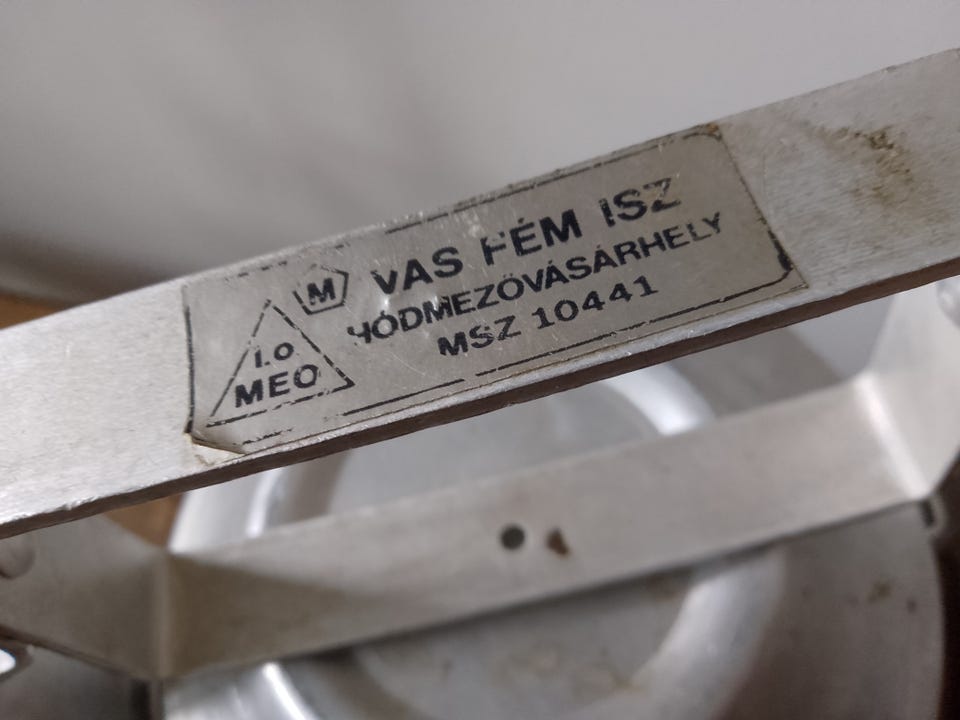 M VAS FÉM ISZ
HÓDMEZŐVÁSÁRHELY
MSZ 10441
I.o
MEO